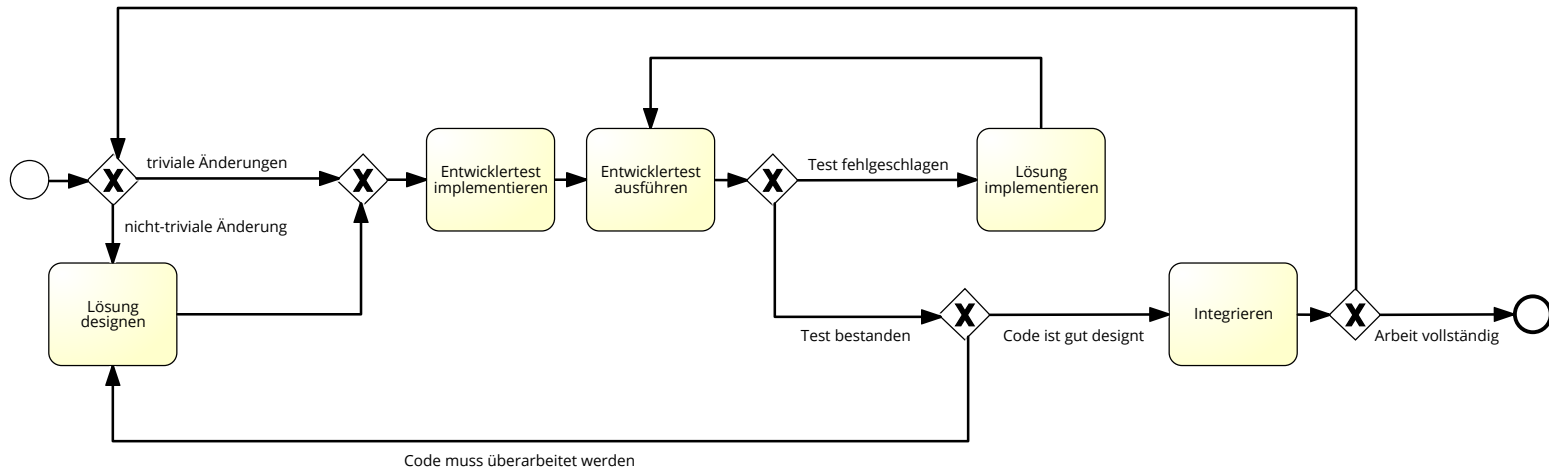 triviale Änderungen
nicht-triviale Änderung
Lösung
designen
Entwicklertest
implementieren
Entwicklertest
ausführen
Test fehlgeschlagen
Lösung
implementieren
Test bestanden
Code ist gut designt
Integrieren
Arbeit vollständig
Code muss überarbeitet werden